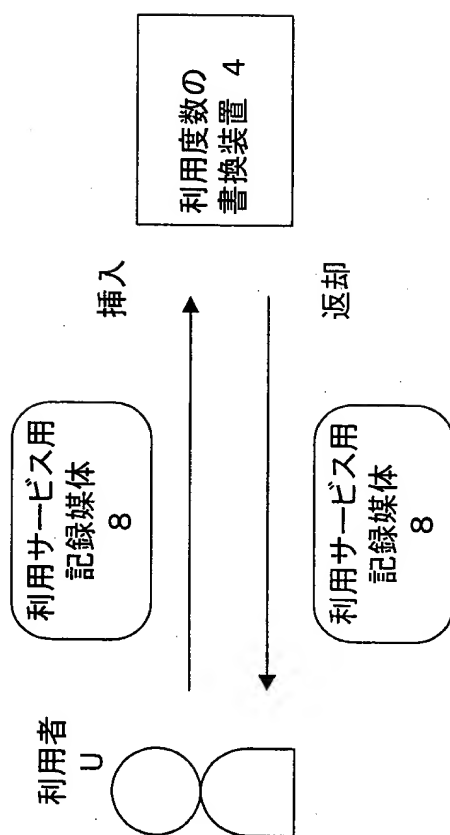 利用者
U
利用サービス用
記録媒体
8
挿入
利用度数の
書換装置 4
利用サービス用
記録媒体
8
返却